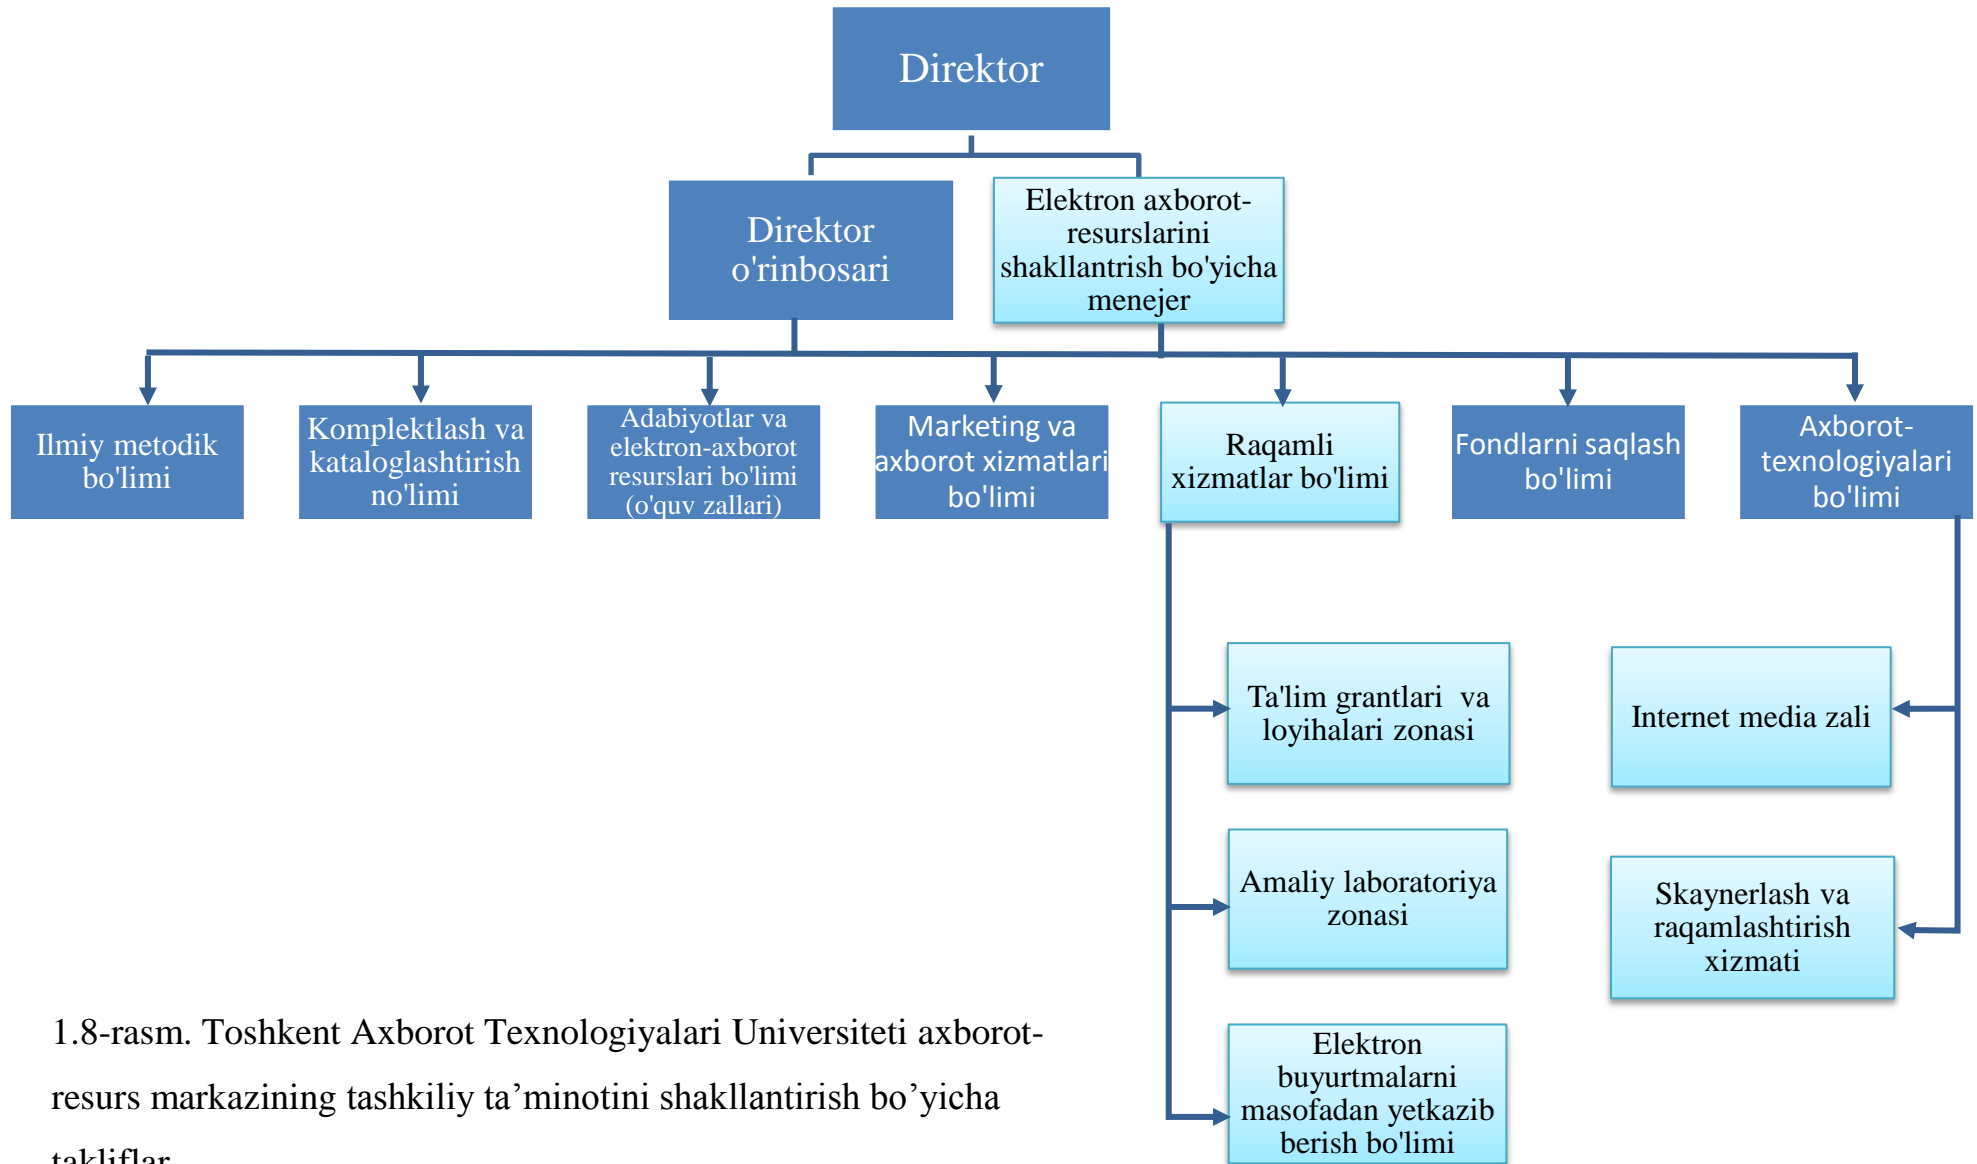 Direktor
Direktor
o'rinbosari
Elektron axborot-
resurslarini
shakllantrish bo'yicha
menejer
Ilmiy metodik
bo'limi
Komplektlash va
kataloglashtirish
no'limi
Adabiyotlar va
elektron-axborot
resurslari bo'limi
(o'quv zallari)
Marketing va
axborot xizmatlari
bo'limi
Raqamli
xizmatlar bo'limi
Fondlarni saqlash
bo'limi
Axborot-
texnologiyalari
bo'limi
Ta'lim grantlari va
loyihalari zonasi
Internet media zali
Amaliy laboratoriya
zonasi
Skaynerlash va
raqamlashtirish
xizmati
Elektron
buyurtmalarni
masofadan yetkazib
berish bo'limi
1.8-rasm. Toshkent Axborot Texnologiyalari Universiteti axborot-
resurs markazining tashkiliy ta’minotini shakllantirish bo’yicha
takliflar